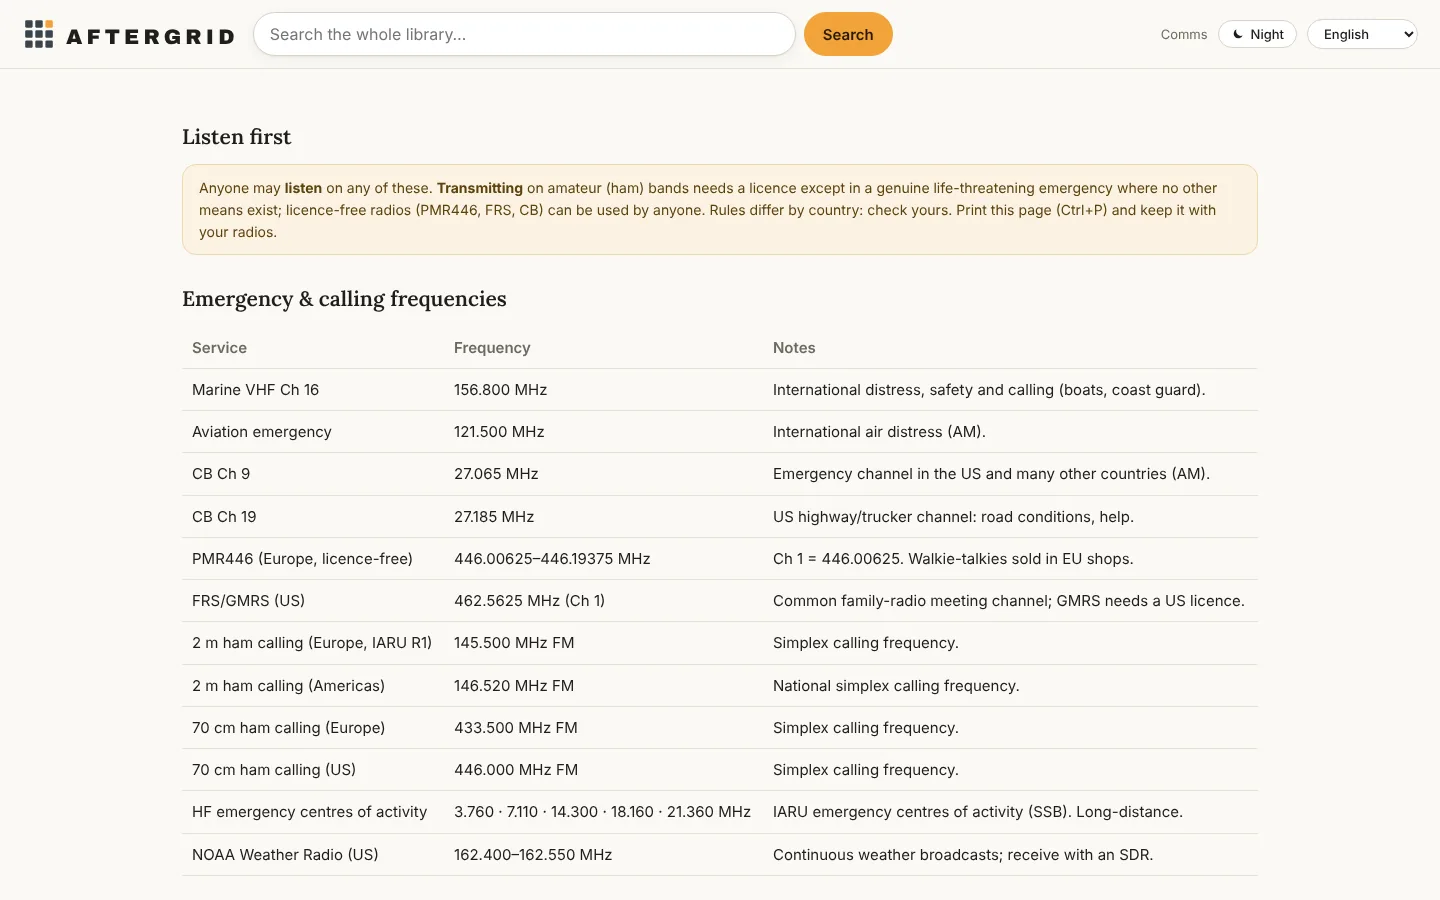 AFTERGRID
Search the whole library...
Search
Comms
Night
English
Listen first
Anyone may listen on any of these. Transmitting on amateur (ham) bands needs a licence except in a genuine life-threatening emergency where no other
means exist; licence-free radios (PMR446, FRS, CB) can be used by anyone. Rules differ by country: check yours. Print this page (Ctrl+P) and keep it with
your radios.
Emergency & calling frequencies
Service Frequency Notes
Marine VHF Ch 16 156.800 MHz International distress, safety and calling (boats, coast guard).
Aviation emergency 121.500 MHz International air distress (AM).
CB Ch 9 27.065 MHz Emergency channel in the US and many other countries (AM).
CB Ch 19 27.185 MHz US highway/trucker channel: road conditions, help.
PMR446 (Europe, licence-free) 446.00625–446.19375 MHz Ch 1 = 446.00625. Walkie-talkies sold in EU shops.
FRS/GMRS (US) 462.5625 MHz (Ch 1) Common family-radio meeting channel; GMRS needs a US licence.
2 m ham calling (Europe, IARU R1) 145.500 MHz FM Simplex calling frequency.
2 m ham calling (Americas) 146.520 MHz FM National simplex calling frequency.
70 cm ham calling (Europe) 433.500 MHz FM Simplex calling frequency.
70 cm ham calling (US) 446.000 MHz FM Simplex calling frequency.
HF emergency centres of activity 3.760 · 7.110 · 14.300 · 18.160 · 21.360 MHz IARU emergency centres of activity (SSB). Long-distance.
NOAA Weather Radio (US) 162.400–162.550 MHz Continuous weather broadcasts; receive with an SDR.